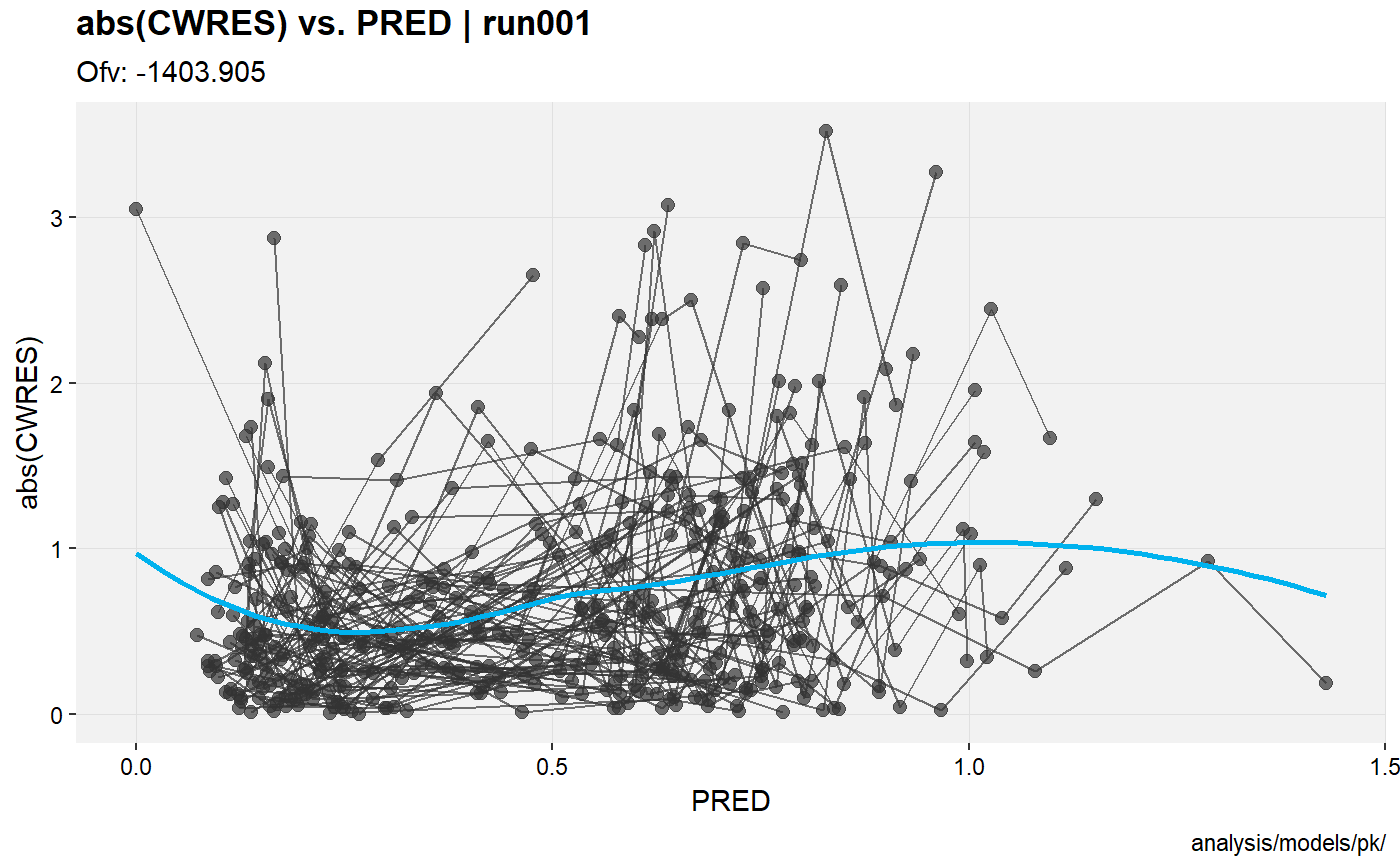 abs(CWRES) vs. PRED | run001
Ofv: -1403.905
abs(CWRES)
3
2
1
0
0.0 0.5 1.0 1.5
PRED
analysis/models/pk/